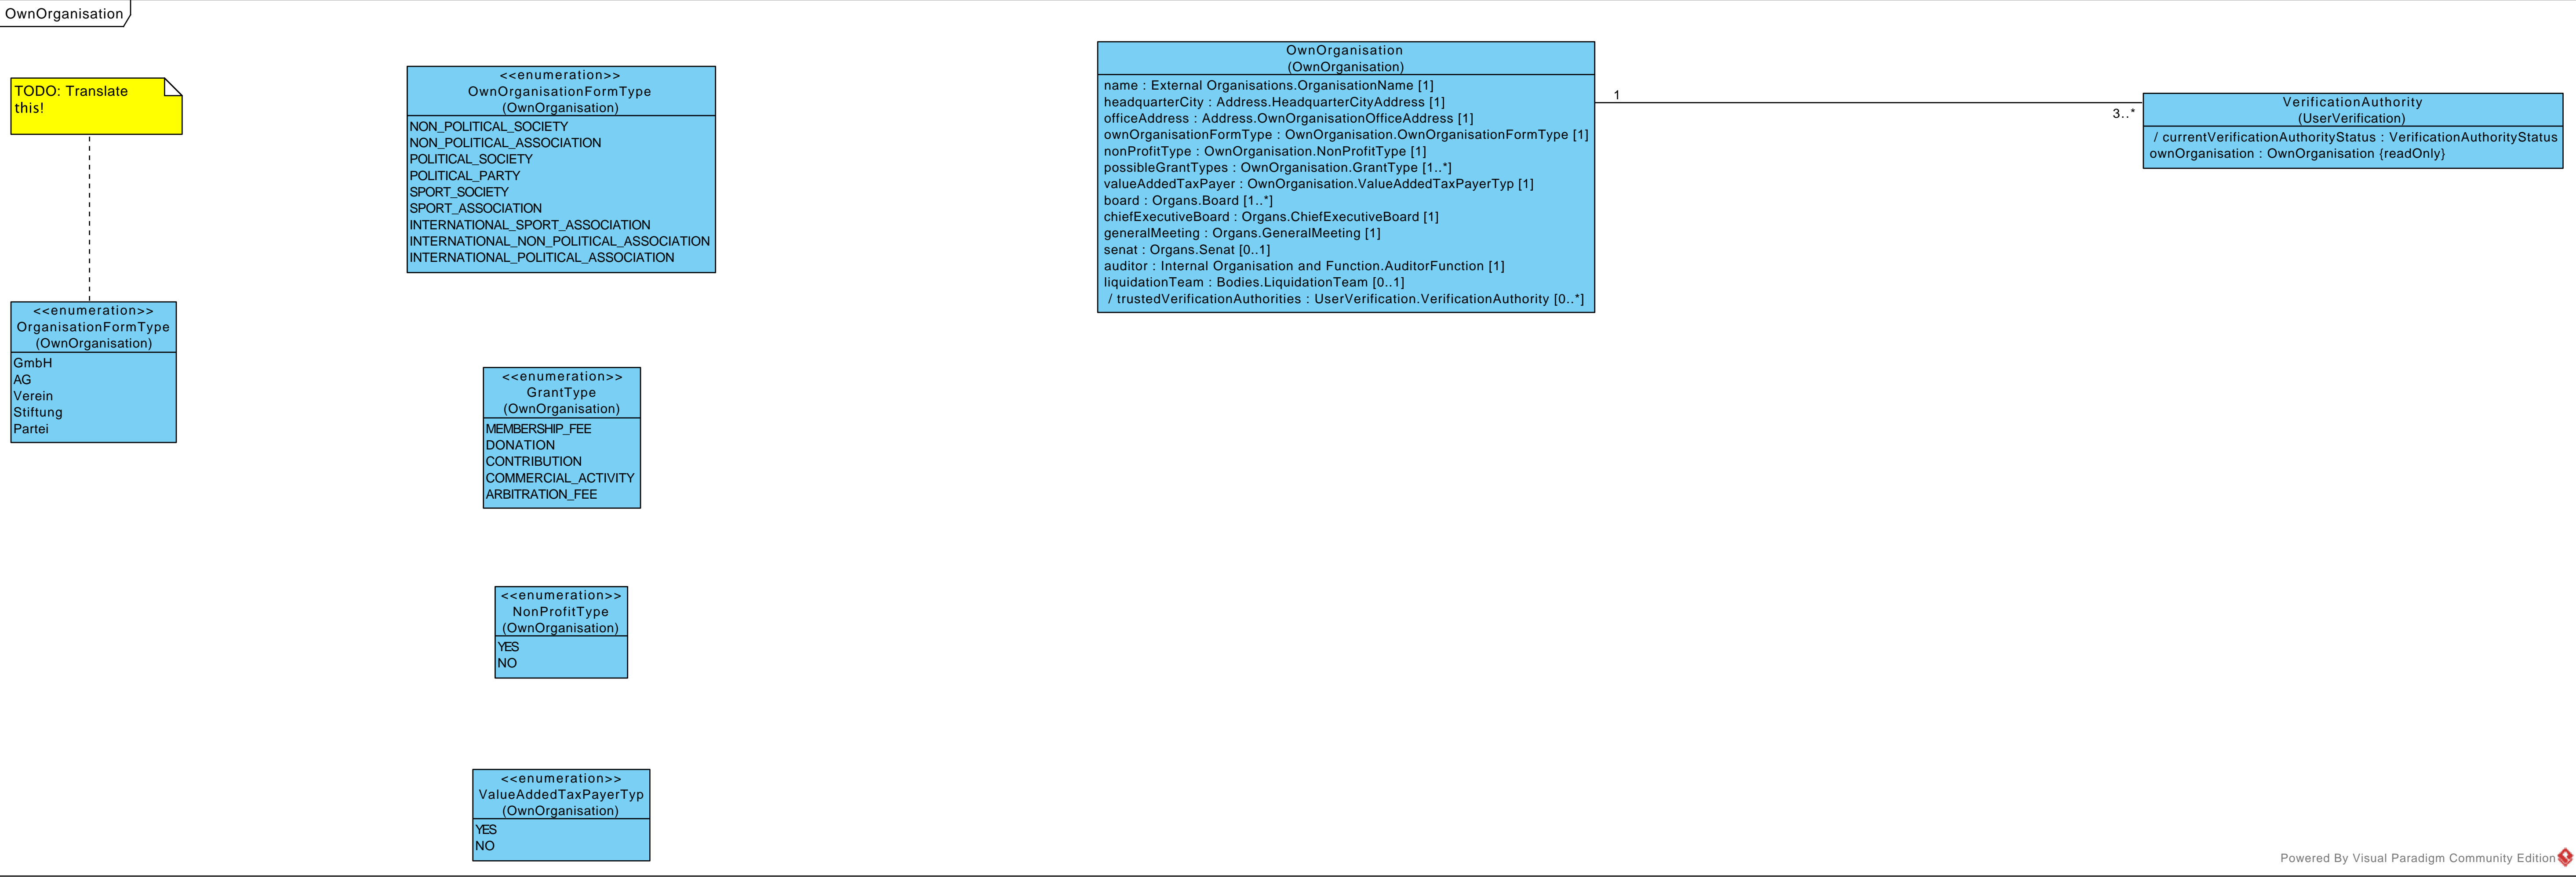 OwnOrganisation
TODO: Translate
this!
<<enumeration>>
OrganisationFormType
(OwnOrganisation)
GmbH
AG
Verein
Stiftung
Partei
<<enumeration>>
OwnOrganisationFormType
(OwnOrganisation)
NON_POLITICAL_SOCIETY
NON_POLITICAL_ASSOCIATION
POLITICAL_SOCIETY
POLITICAL_PARTY
SPORT_SOCIETY
SPORT_ASSOCIATION
INTERNATIONAL_SPORT_ASSOCIATION
INTERNATIONAL_NON_POLITICAL_ASSOCIATION
INTERNATIONAL_POLITICAL_ASSOCIATION
<<enumeration>>
GrantType
(OwnOrganisation)
MEMBERSHIP_FEE
DONATION
CONTRIBUTION
COMMERCIAL_ACTIVITY
ARBITRATION_FEE
<<enumeration>>
NonProfitType
(OwnOrganisation)
YES
NO
<<enumeration>>
ValueAddedTaxPayerTyp
(OwnOrganisation)
YES
NO
OwnOrganisation
(OwnOrganisation)
name : External Organisations.OrganisationName [1]
headquarterCity : Address.HeadquarterCityAddress [1]
officeAddress : Address.OwnOrganisationOfficeAddress [1]
ownOrganisationFormType : OwnOrganisation.OwnOrganisationFormType [1]
nonProfitType : OwnOrganisation.NonProfitType [1]
possibleGrantTypes : OwnOrganisation.GrantType [1..*]
valueAddedTaxPayer : OwnOrganisation.ValueAddedTaxPayerTyp [1]
board : Organs.Board [1..*]
chiefExecutiveBoard : Organs.ChiefExecutiveBoard [1]
generalMeeting : Organs.GeneralMeeting [1]
senat : Organs.Senat [0..1]
auditor : Internal Organisation and Function.AuditorFunction [1]
liquidationTeam : Bodies.LiquidationTeam [0..1]
/ trustedVerificationAuthorities : UserVerification.VerificationAuthority [0..*]
1
3..*
VerificationAuthority
(UserVerification)
/ currentVerificationAuthorityStatus : VerificationAuthorityStatus
ownOrganisation : OwnOrganisation {readOnly}
Powered By Visual Paradigm Community Edition